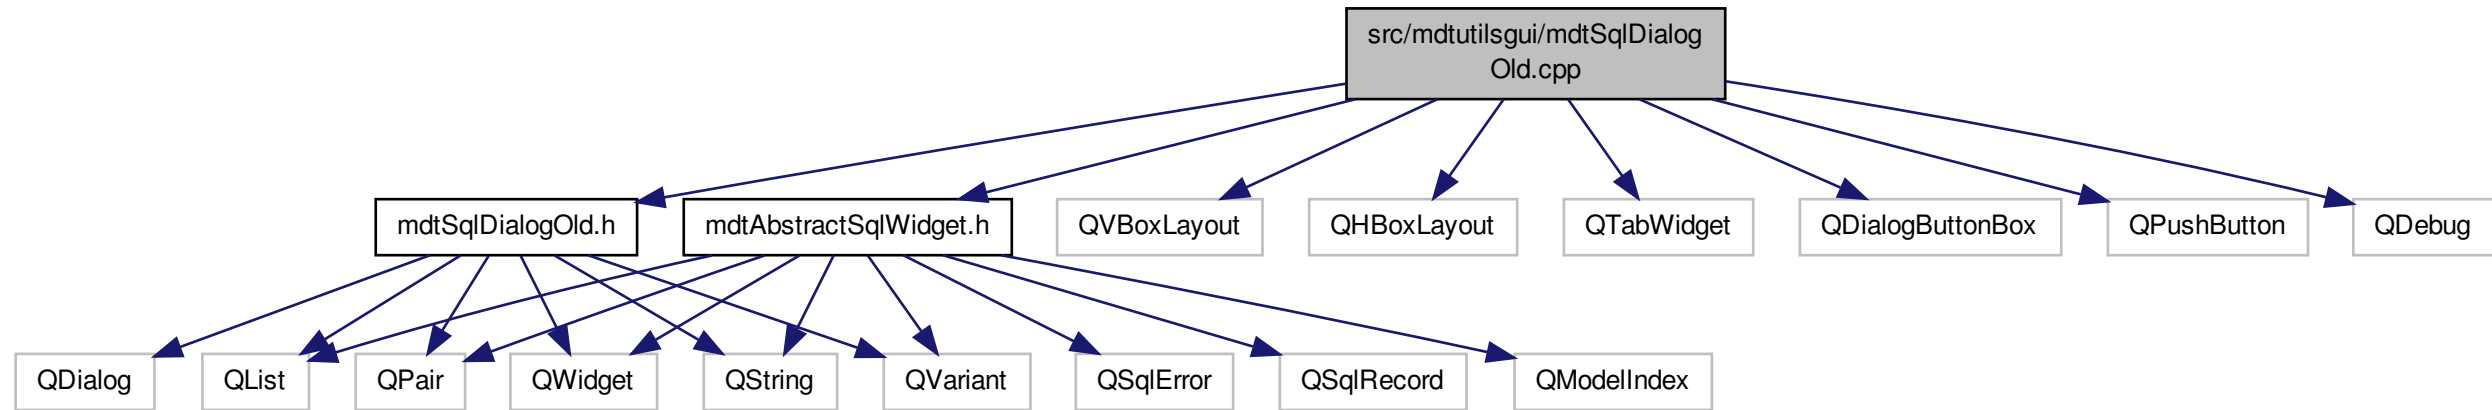 src/mdtutilsgui/mdtSqlDialog
Old.cpp
mdtSqlDialogOld.h
mdtAbstractSqlWidget.h
QVBoxLayout
QHBoxLayout
QTabWidget
QDialogButtonBox
QPushButton
QDebug
QDialog
QList
QPair
QWidget
QString
QVariant
QSqlError
QSqlRecord
QModelIndex